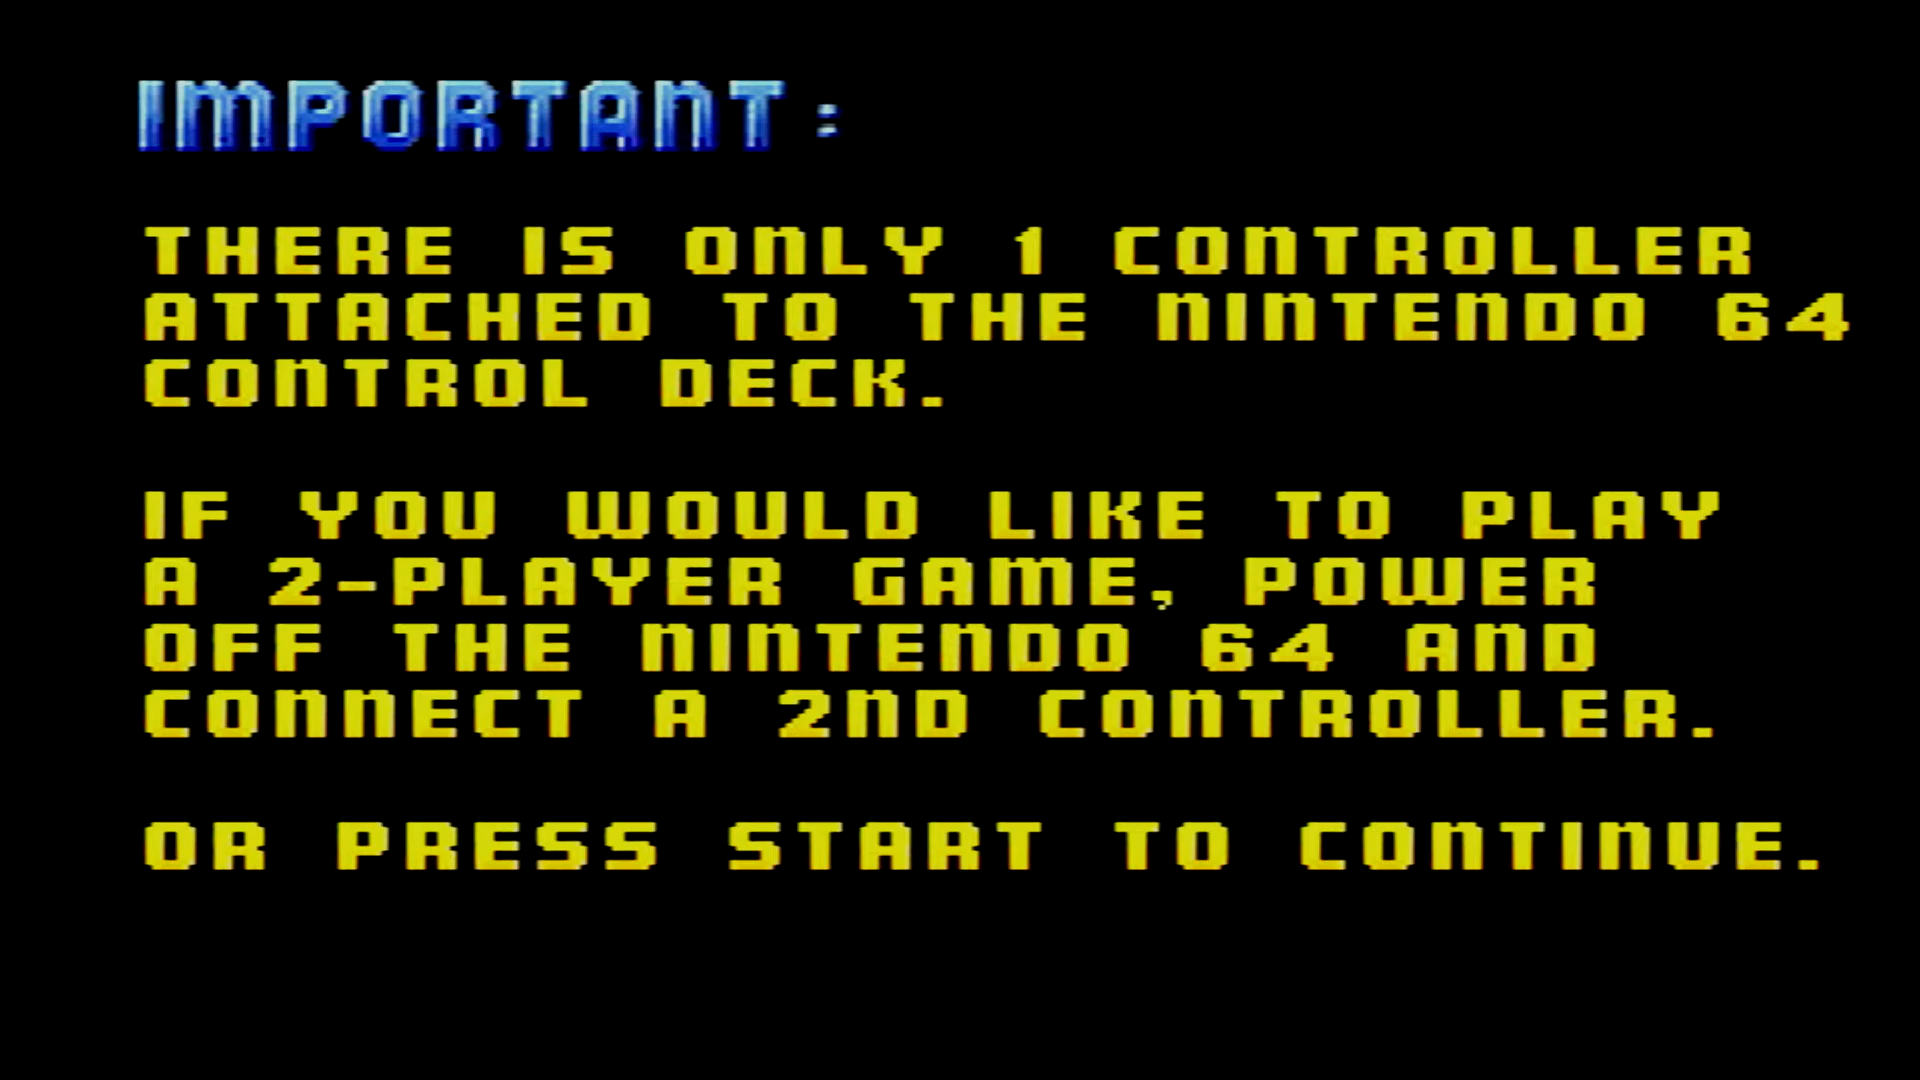 IMPORTANT:
THERE IS ONLY 1 CONTROLLER
ATTACHED TO THE NINTENDO 64
CONTROL DECK.
IF YOU WOULD LIKE TO PLAY
A 2-PLAYER GAME, POWER
OFF THE NINTENDO 64 AND
CONNECT A 2ND CONTROLLER.
OR PRESS START TO CONTINUE.